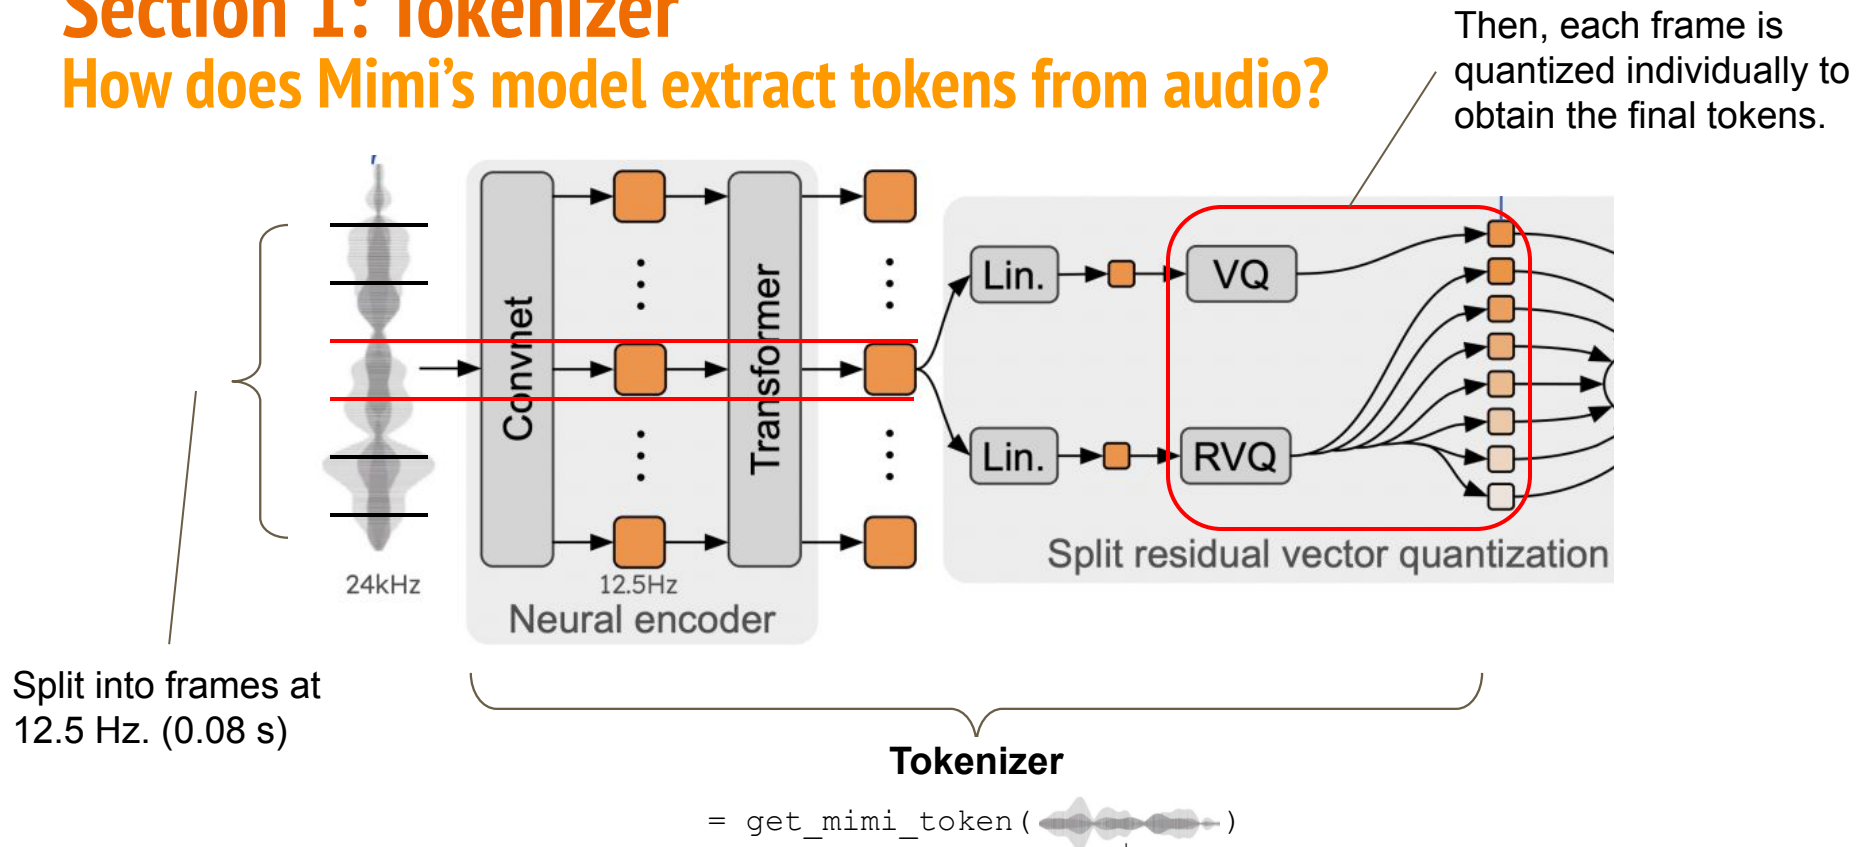 Section 1: Tokenizer
How does Mimi's model extract tokens from audio?
Then, each frame is
quantized individually to
obtain the final tokens.
Convnet
Transformer
Lin.
VQ
Lin.
RVQ
Split residual vector quantization
24kHz
12.5Hz
Neural encoder
Split into frames at
12.5 Hz. (0.08 s)
Tokenizer
= get_mimi_token( )